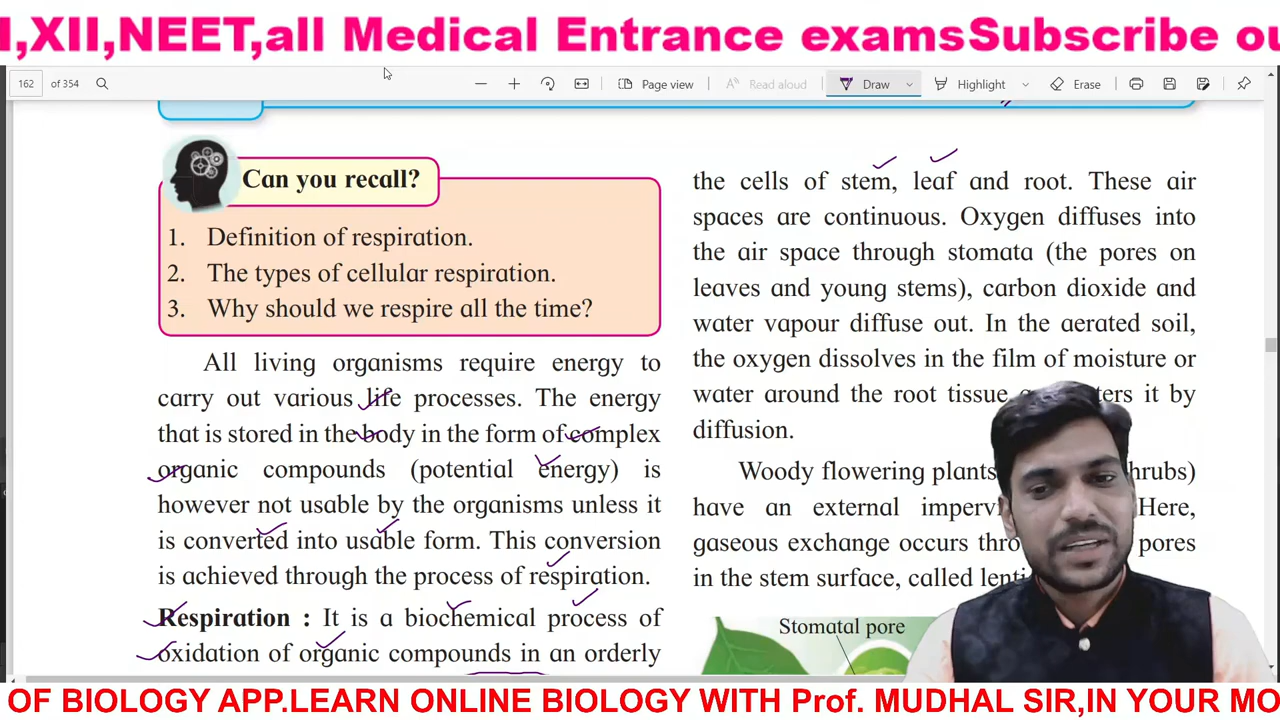 I,XII,NEET,all Medical Entrance examsSubscribe ou
162 of 354
Page view
Read aloud
Draw
Highlight
Erase
Can you recall?
1. Definition of respiration.
2. The types of cellular respiration.
3. Why should we respire all the time?
All living organisms require energy to
carry out various life processes. The energy
that is stored in the body in the form of complex
organic compounds (potential energy) is
however not usable by the organisms unless it
is converted into usable form. This conversion
is achieved through the process of respiration.
Respiration : It is a biochemical process of
oxidation of organic compounds in an orderly
the cells of stem, leaf and root. These air
spaces are continuous. Oxygen diffuses into
the air space through stomata (the pores on
leaves and young stems), carbon dioxide and
water vapour diffuse out. In the aerated soil,
the oxygen dissolves in the film of moisture or
water around the root tissue it by
diffusion.
Woody flowering plants
have an external Here,
gaseous exchange occurs pores
in the stem surface, called
Stomatal pore
OF BIOLOGY APP.LEARN ONLINE BIOLOGY WITH Prof. MUDHAL SIR,IN YOUR MO